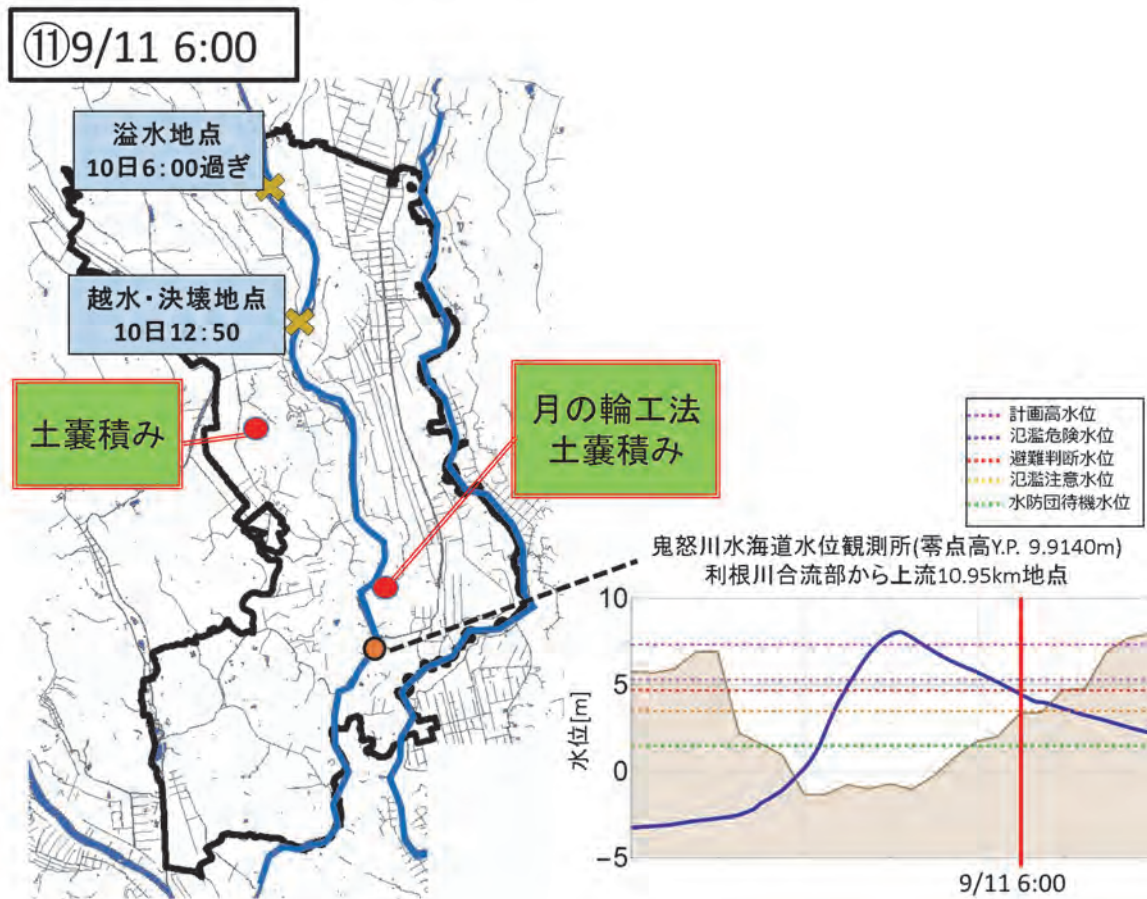 ⑪9/11 6:00
溢水地点
10日6:00過ぎ
越水・決壊地点
10日12:50
土嚢積み
月の輪工法
土嚢積み
計画高水位
氾濫危険水位
避難判断水位
氾濫注意水位
水防団待機水位
鬼怒川水海道水位観測所(零点高Y.P. 9.9140m)
利根川合流部から上流10.95km地点
水位[m]
10
5
0
−5
9/11 6:00